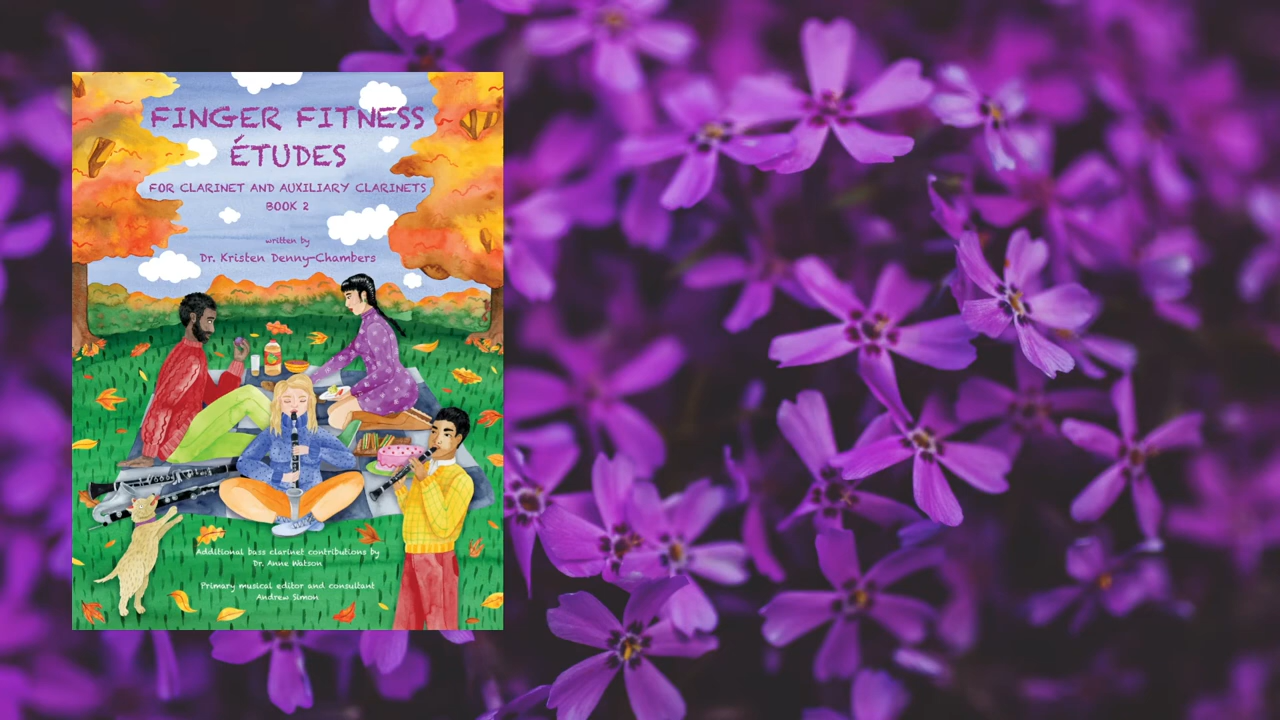 FINGER FITNESS
ÉTUDES
FOR CLARINET AND AUXILIARY CLARINETS
BOOK 2
written by
Dr. Kristen Denny-Chambers
Additional bass clarinet contributions by
Dr. Anne Watson
Primary musical editor and consultant
Andrew Simon